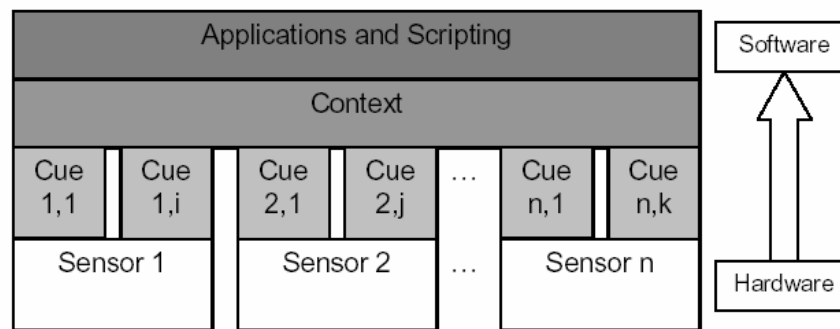 Applications and Scripting
Context
Cue 1,1
Cue 1,i
Cue 2,1
Cue 2,j
…
Cue n,1
Cue n,k
Sensor 1
Sensor 2
…
Sensor n
Software
Hardware